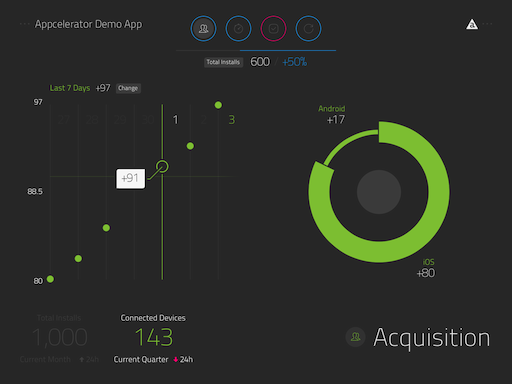 Appcelerator Demo App
Total Installs 600 / +50%
Last 7 Days +97 Change
97
1
3
88.5
+91
80
Android
+17
iOS
+80
Total Installs
1,000
Current Month 24h
Connected Devices
143
Current Quarter 24h
Acquisition